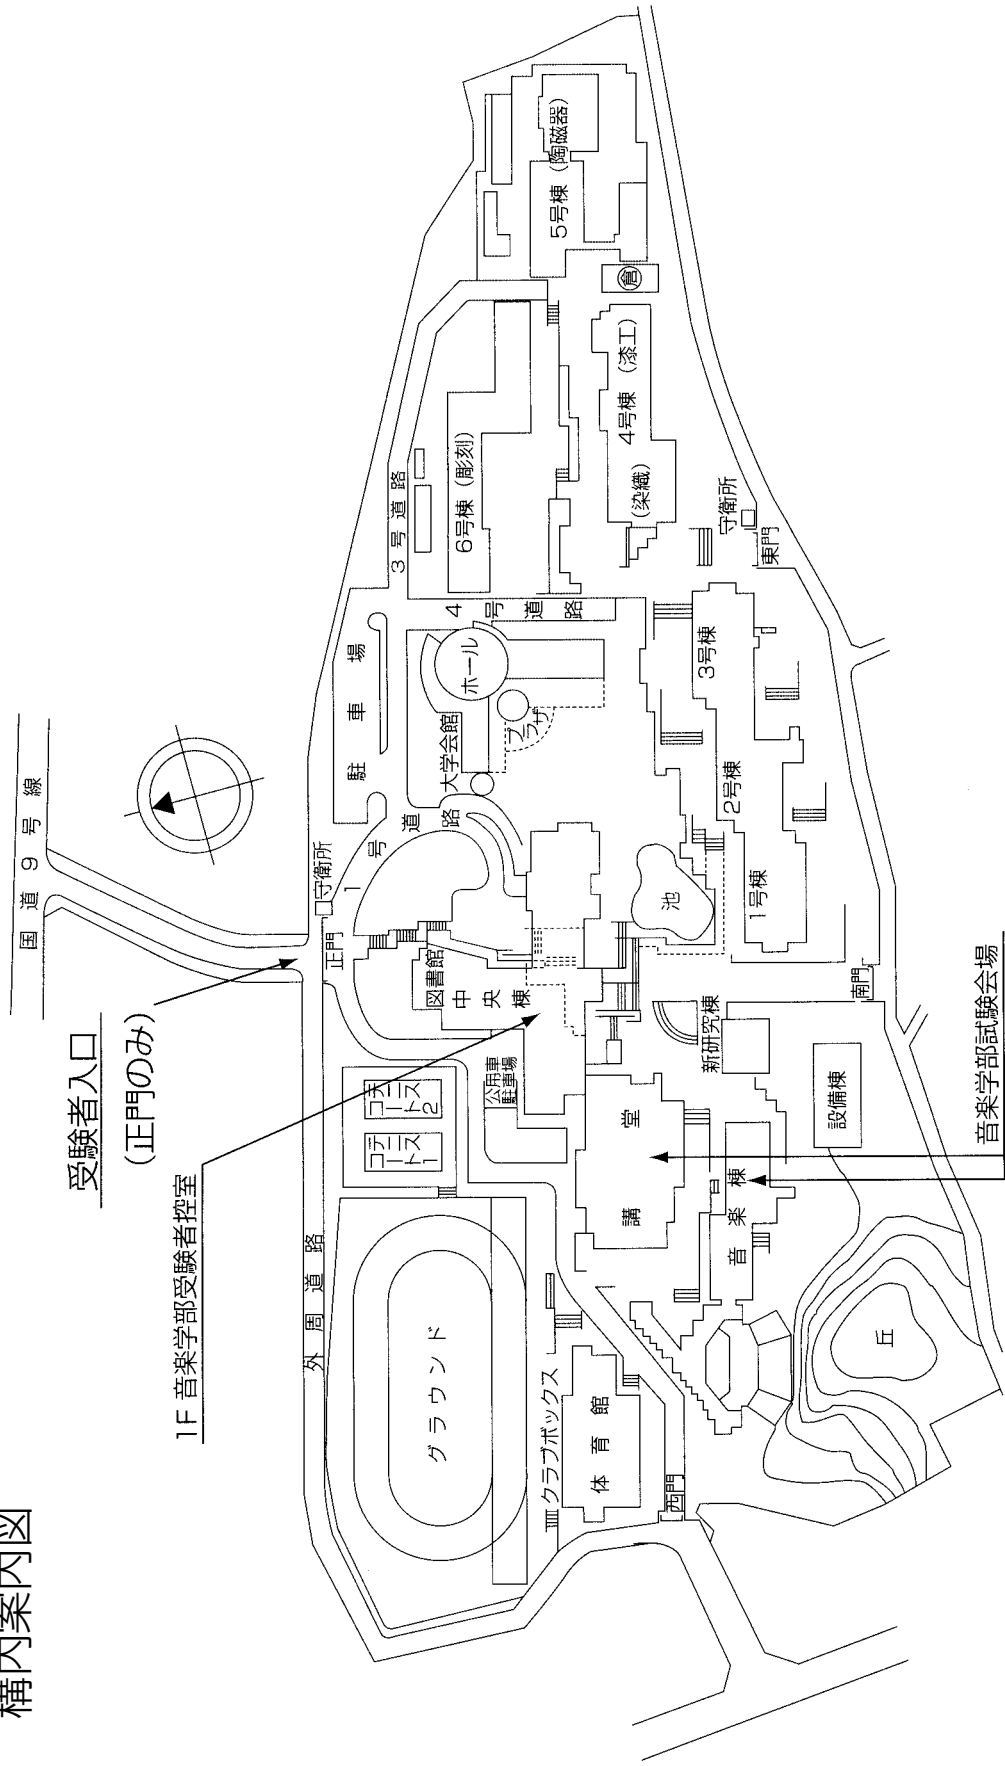 構内案内図
国道9号線
受験者入口
(正門のみ)
1F 音楽学部受験者控室
外周道路
正門
守衛所
1号道路
駐車場
3号道路
4号道路
グラウンド
テニスコート1
テニスコート2
公用車
駐車場
図書館
中央棟
大学会館
ホール
プラザ
6号棟(彫刻)
5号棟(陶磁器)
倉
4号棟(漆工)
(染織)
守衛所
東門
3号棟
2号棟
1号棟
池
南門
新研究棟
講堂
音楽棟
設備棟
クラブボックス
体育館
西門
丘
音楽学部試験会場